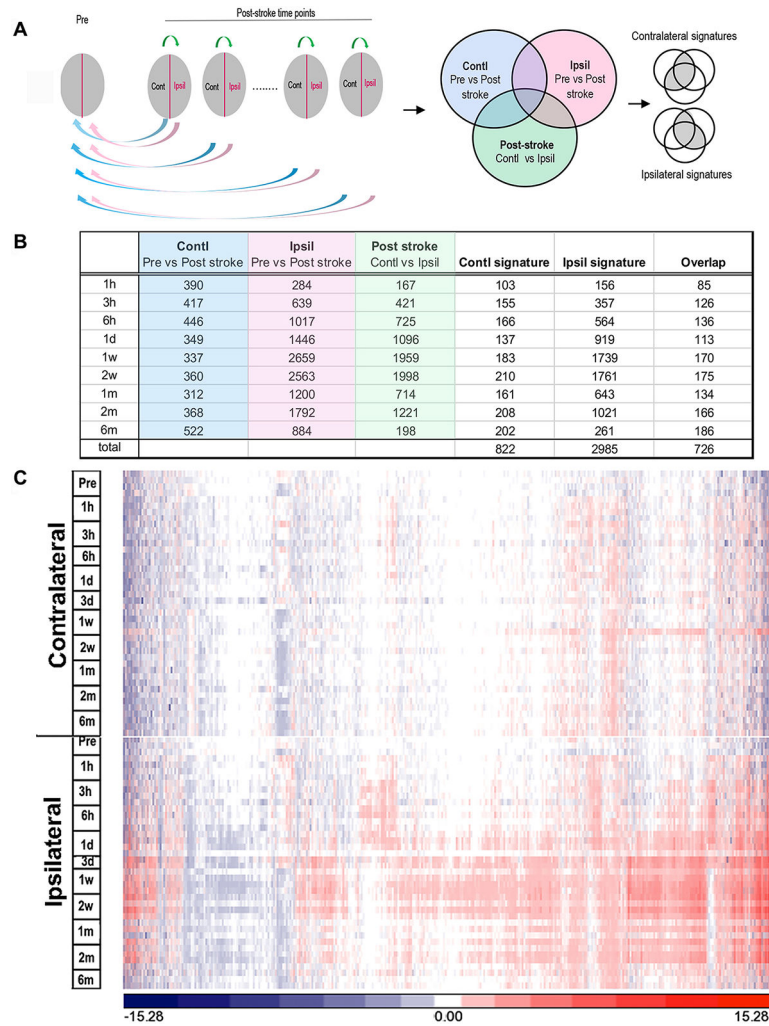 A
Pre
Post-stroke time points
Cont Ipsil
Cont Ipsil
........
Cont Ipsil
Cont Ipsil
Contl
Pre vs Post
stroke
Ipsil
Pre vs Post
stroke
Post-stroke
Contl vs Ipsil
Contralateral signatures
Ipsilateral signatures
B
Contl Pre vs Post stroke Ipsil Pre vs Post stroke Post stroke Contl vs Ipsil Contl signature Ipsil signature Overlap
1h 390 284 167 103 156 85
3h 417 639 421 155 357 126
6h 446 1017 725 166 564 136
1d 349 1446 1096 137 919 113
1w 337 2659 1959 183 1739 170
2w 360 2563 1998 210 1761 175
1m 312 1200 714 161 643 134
2m 368 1792 1221 208 1021 166
6m 522 884 198 202 261 186
total 822 2985 726
C
Contralateral
Pre
1h
3h
6h
1d
3d
1w
2w
1m
2m
6m
Ipsilateral
Pre
1h
3h
6h
1d
3d
1w
2w
1m
2m
6m
-15.28 0.00 15.28